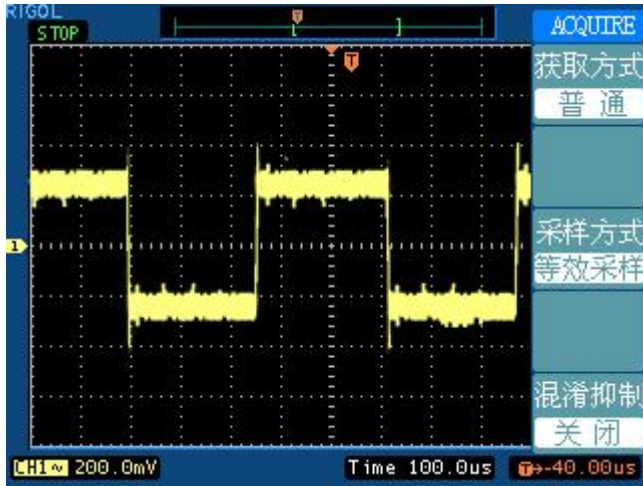 RIGOL
STOP
T
T
1
CH1~ 200.0mV
Time 100.0us
T→-40.00us
ACQUIRE
获取方式
普通
采样方式
等效采样
混淆抑制
关闭